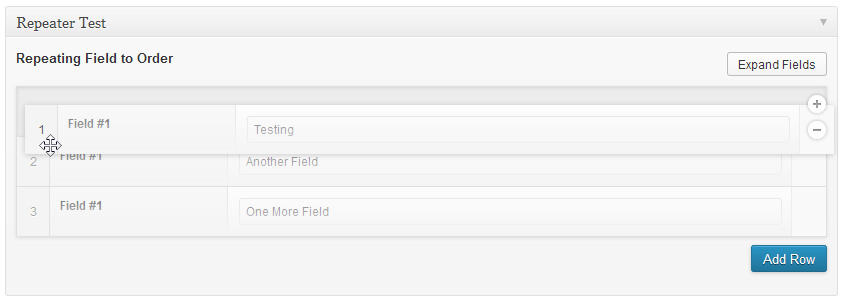 Repeater Test
Repeating Field to Order
Expand Fields
1 Field #1 Testing
2 Field #1 Another Field
3 Field #1 One More Field
Add Row